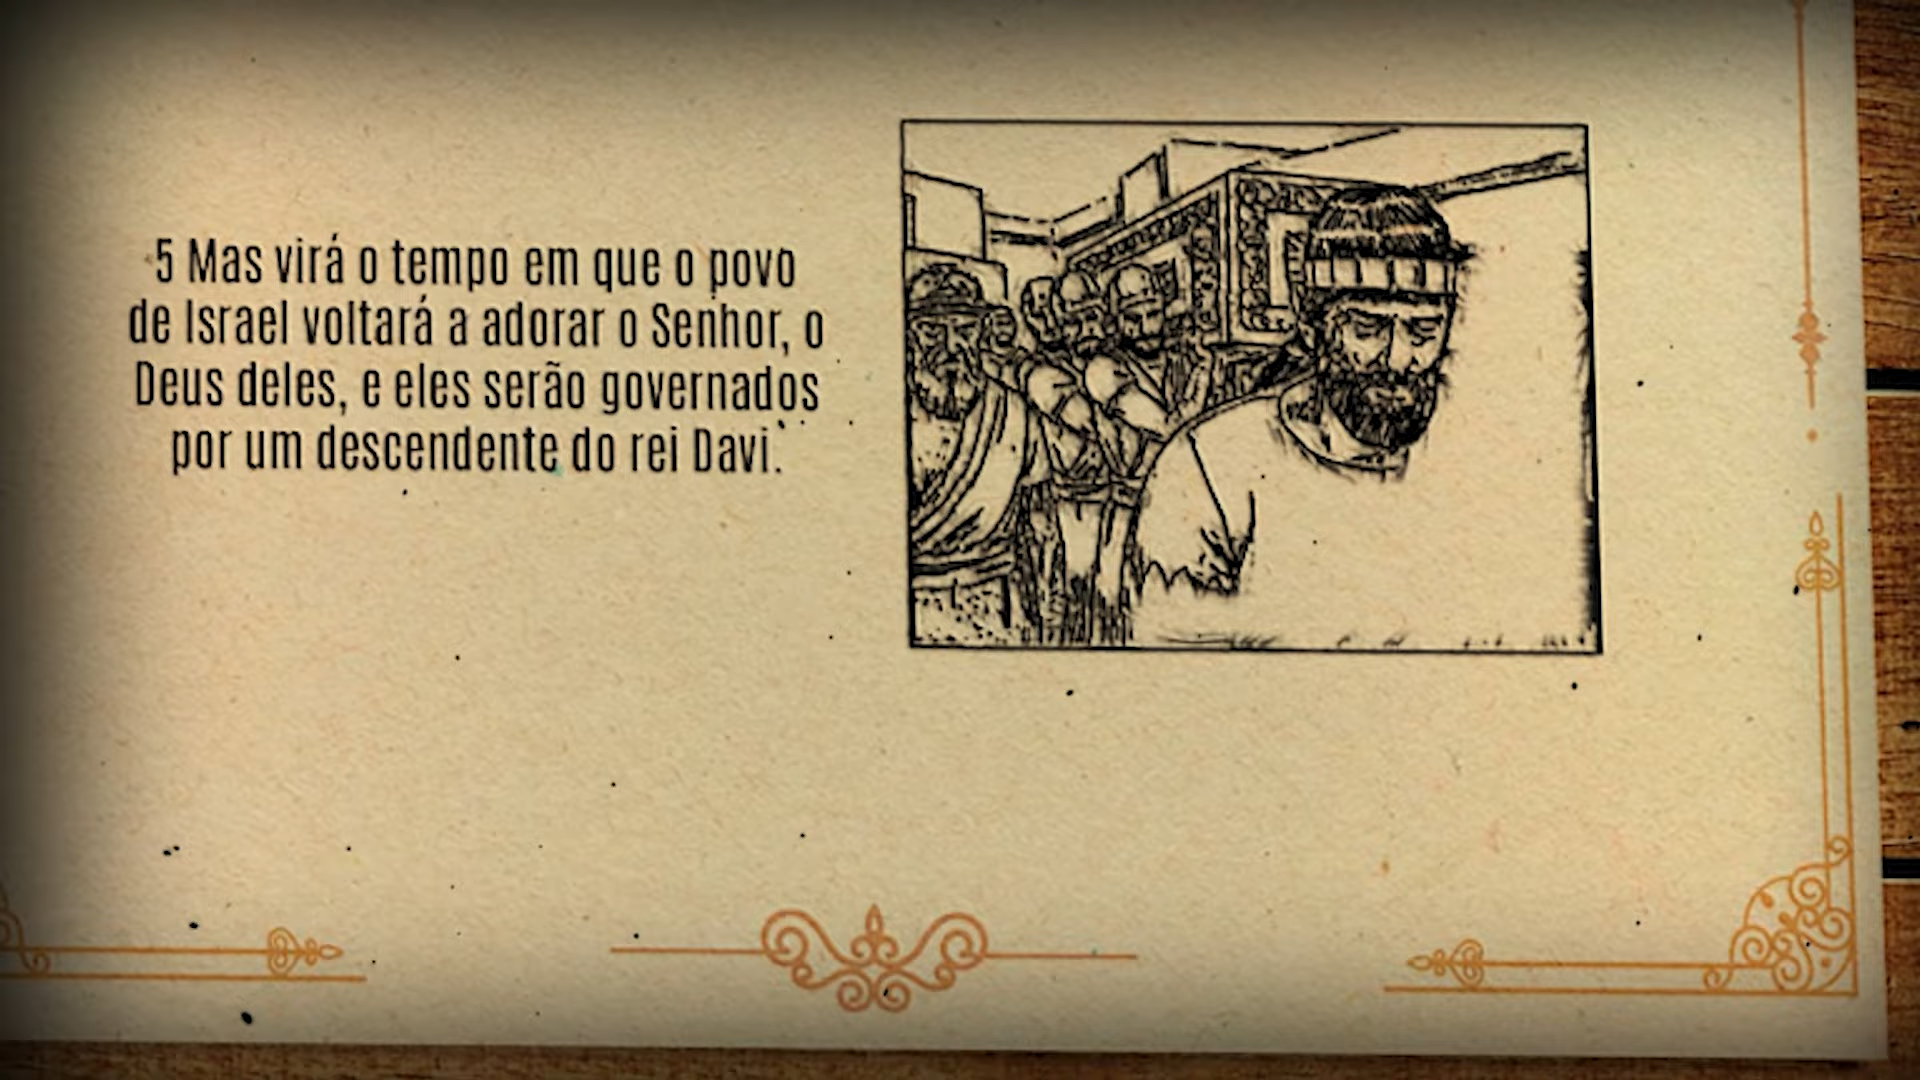 5 Mas virá o tempo em que o povo
de Israel voltará a adorar o Senhor, o
Deus deles, e eles serão governados
por um descendente do rei Davi.